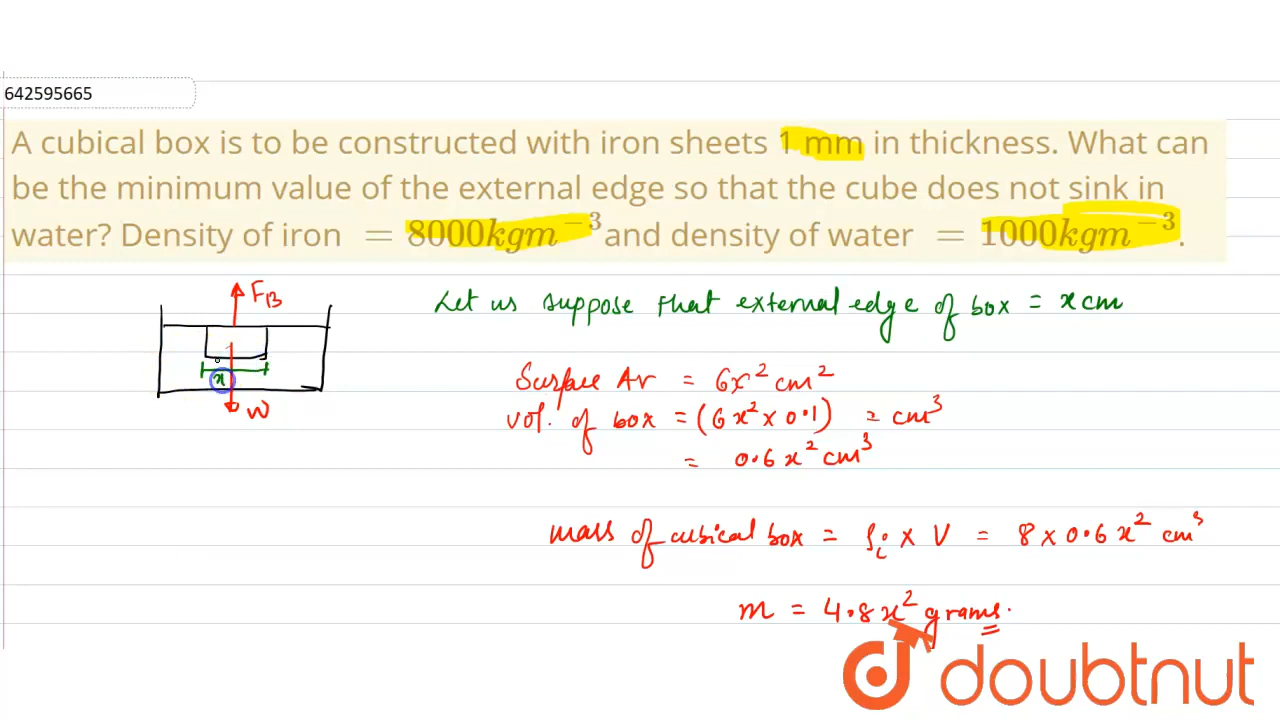 642595665
A cubical box is to be constructed with iron sheets 1 mm in thickness. What can
be the minimum value of the external edge so that the cube does not sink in
water? Density of iron = 8000kgm⁻³ and density of water = 1000kgm⁻³.
F_B
Let us suppose that external edge of box = x cm
x
W
Surface Ar = 6x² cm²
Vol. of box = (6x² × 0.1) = cm³
= 0.6 x² cm³
mass of cubical box = ρᵢ × V = 8 × 0.6 x² cm³
m = 4.8x² grams.
doubtnut